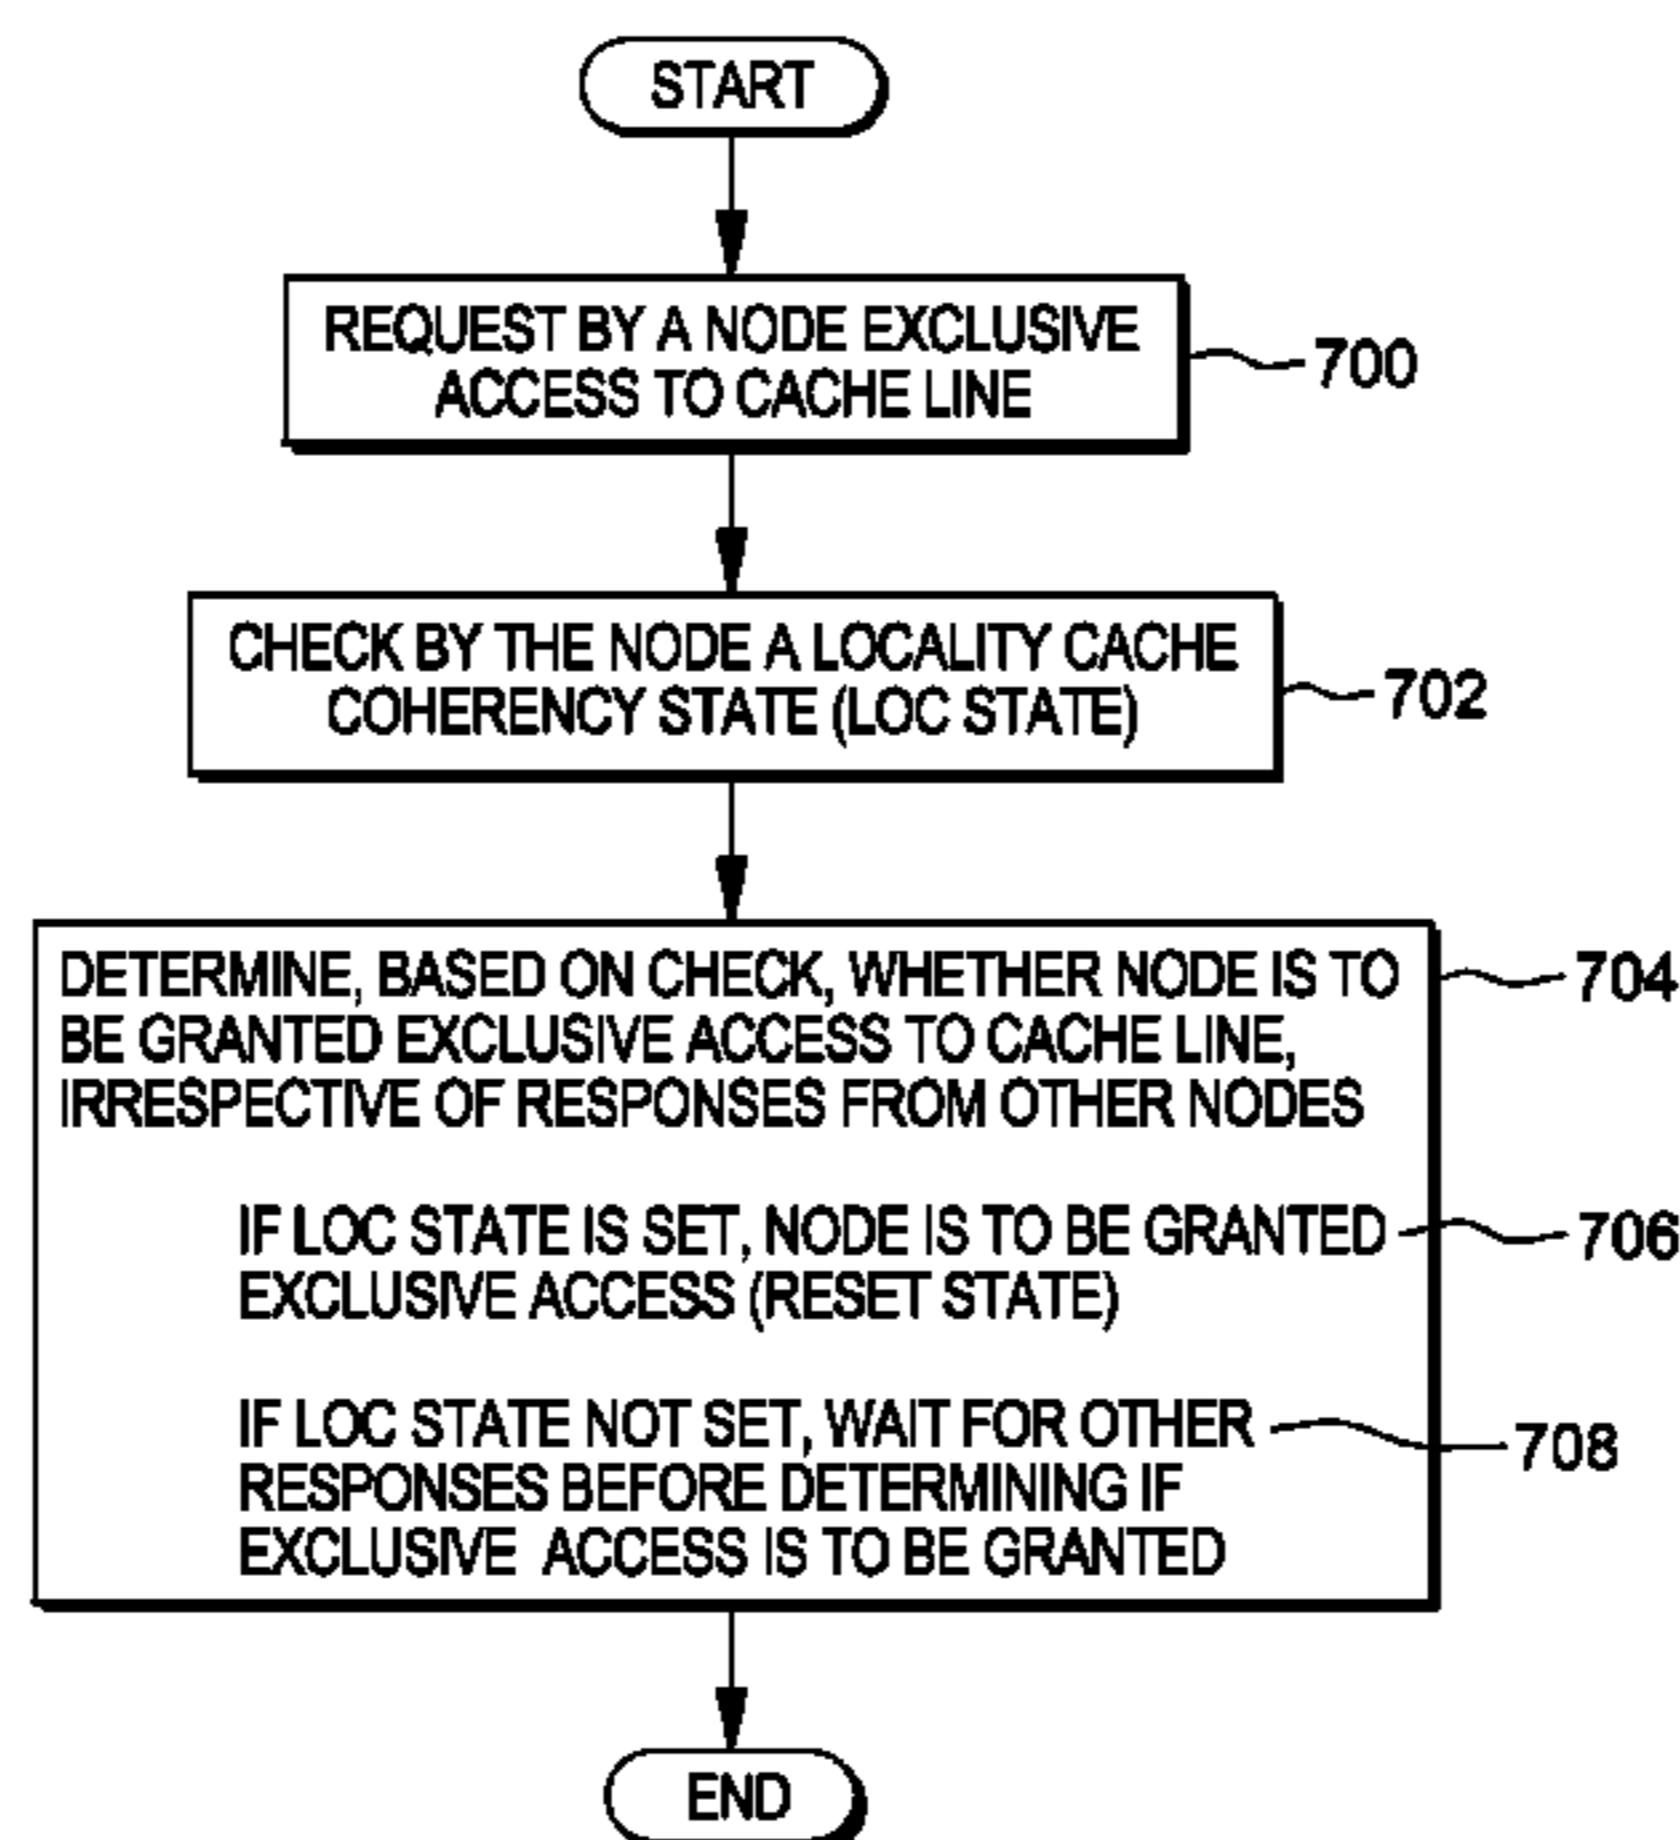 START
REQUEST BY A NODE EXCLUSIVE
ACCESS TO CACHE LINE
700
CHECK BY THE NODE A LOCALITY CACHE
COHERENCY STATE (LOC STATE)
702
DETERMINE, BASED ON CHECK, WHETHER NODE IS TO
BE GRANTED EXCLUSIVE ACCESS TO CACHE LINE,
IRRESPECTIVE OF RESPONSES FROM OTHER NODES
704
IF LOC STATE IS SET, NODE IS TO BE GRANTED
EXCLUSIVE ACCESS (RESET STATE)
706
IF LOC STATE NOT SET, WAIT FOR OTHER
RESPONSES BEFORE DETERMINING IF
EXCLUSIVE ACCESS IS TO BE GRANTED
708
END